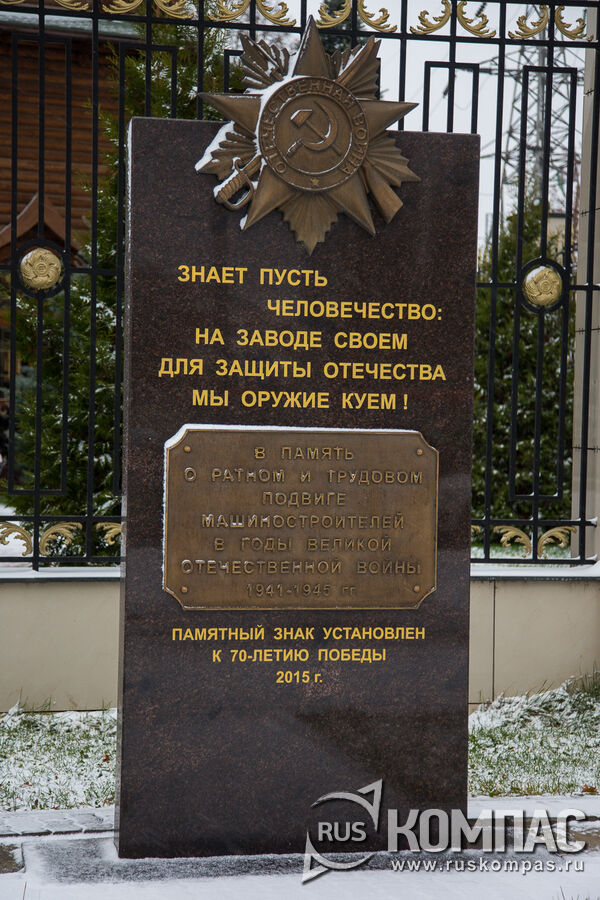 ОТЕЧЕСТВЕННАЯ ВОЙНА
ЗНАЕТ ПУСТЬ
ЧЕЛОВЕЧЕСТВО:
НА ЗАВОДЕ СВОЕМ
ДЛЯ ЗАЩИТЫ ОТЕЧЕСТВА
МЫ ОРУЖИЕ КУЕМ!
В ПАМЯТЬ
О РАТНОМ И ТРУДОВОМ
ПОДВИГЕ
МАШИНОСТРОИТЕЛЕЙ
В ГОДЫ ВЕЛИКОЙ
ОТЕЧЕСТВЕННОЙ ВОЙНЫ
1941-1945 гг.
ПАМЯТНЫЙ ЗНАК УСТАНОВЛЕН
К 70-ЛЕТИЮ ПОБЕДЫ
2015 г.
RUS КОМПАС
www.ruskompas.ru